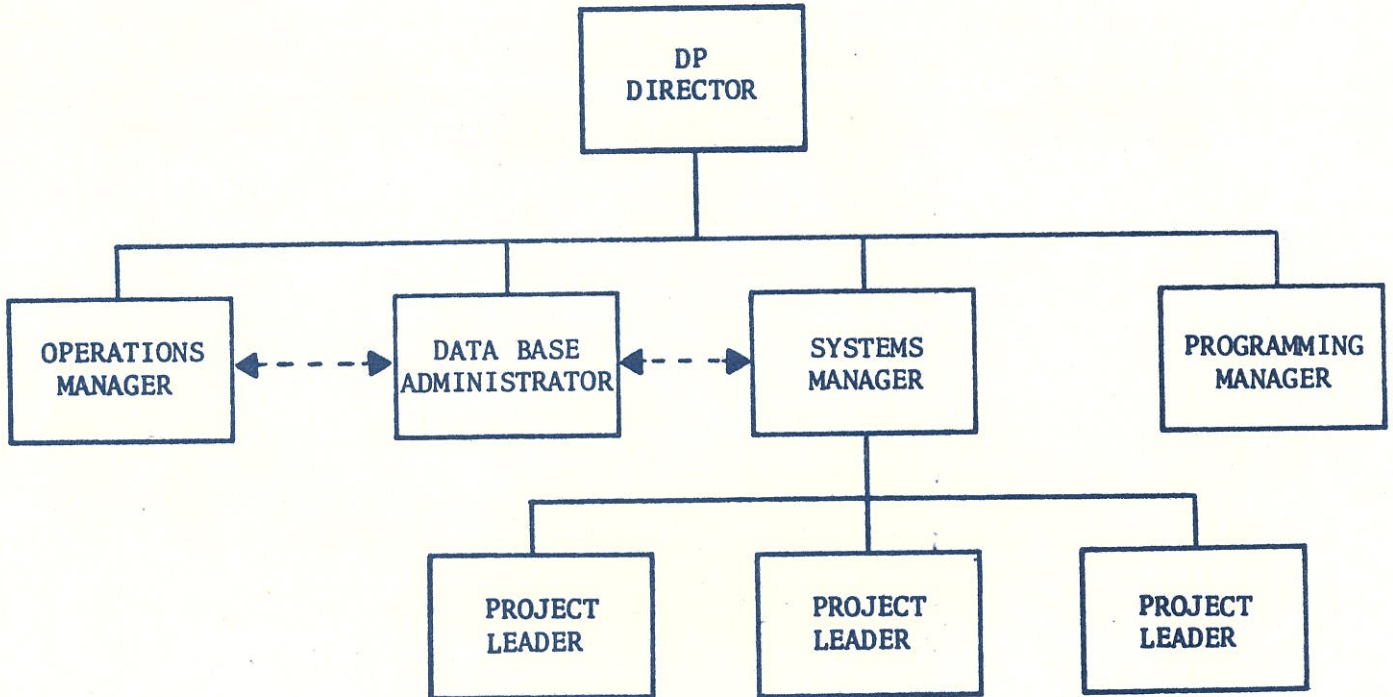 DP
DIRECTOR
OPERATIONS
MANAGER
DATA BASE
ADMINISTRATOR
SYSTEMS
MANAGER
PROGRAMMING
MANAGER
PROJECT
LEADER
PROJECT
LEADER
PROJECT
LEADER